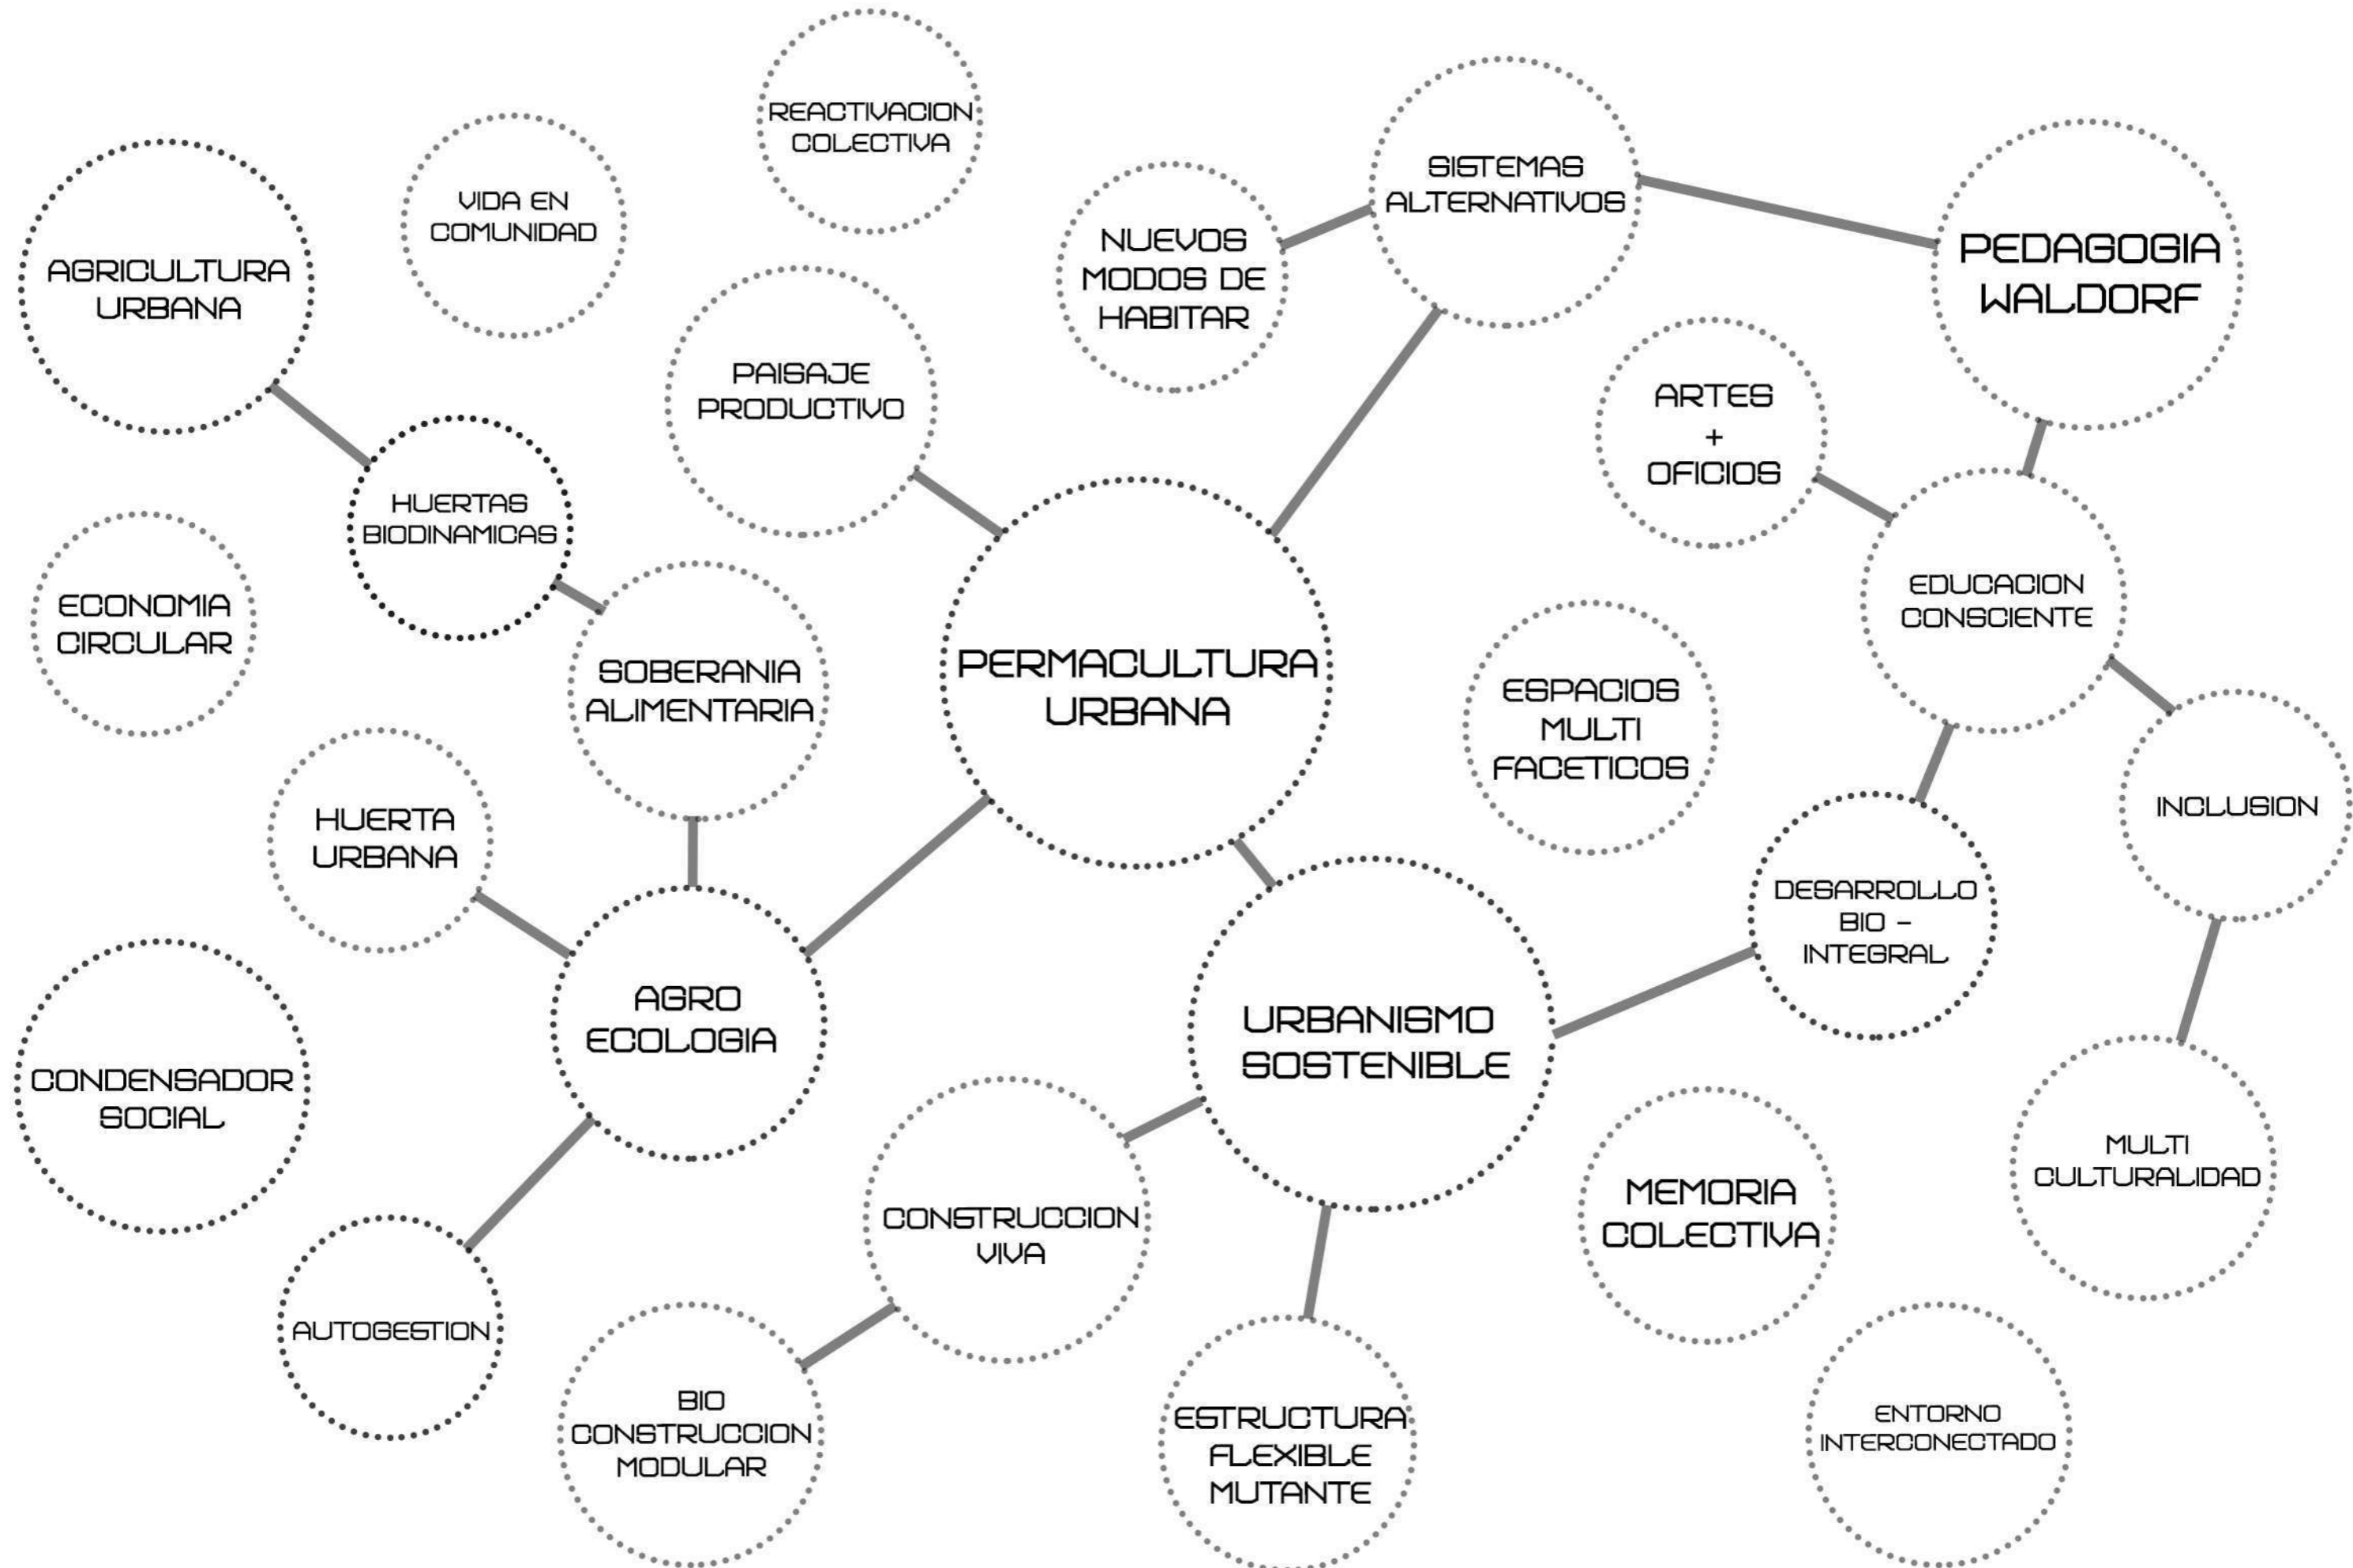 REACTIVACION
COLECTIVA
VIDA EN
COMUNIDAD
SISTEMAS
ALTERNATIVOS
AGRICULTURA
URBANA
NUEVOS
MODOS DE
HABITAR
PEDAGOGIA
WALDORF
PAISAJE
PRODUCTIVO
ARTES
+
OFICIOS
HUERTAS
BIODINAMICAS
ECONOMIA
CIRCULAR
EDUCACION
CONSCIENTE
SOBERANIA
ALIMENTARIA
PERMACULTURA
URBANA
ESPACIOS
MULTI
FACETICOS
HUERTA
URBANA
INCLUSION
DESARROLLO
BIO -
INTEGRAL
AGRO
ECOLOGIA
URBANISMO
SOSTENIBLE
CONDENSADOR
SOCIAL
MULTI
CULTURALIDAD
MEMORIA
COLECTIVA
CONSTRUCCION
VIVA
AUTOGESTION
BIO
CONSTRUCCION
MODULAR
ESTRUCTURA
FLEXIBLE
MUTANTE
ENTORNO
INTERCONECTADO